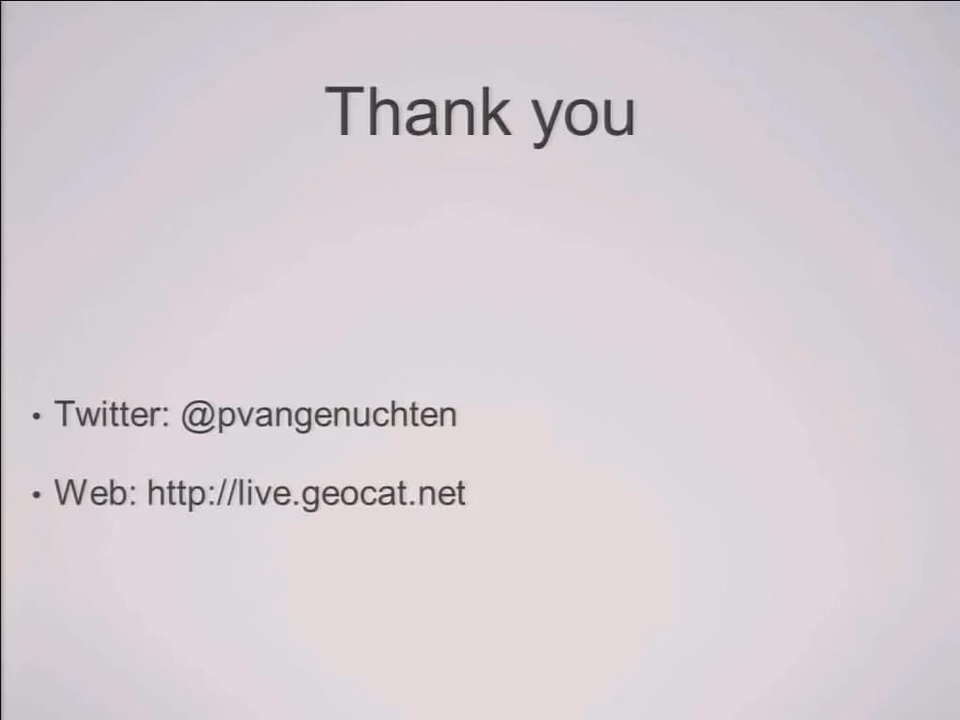 Thank you
• Twitter: @pvangenuchten
• Web: http://live.geocat.net